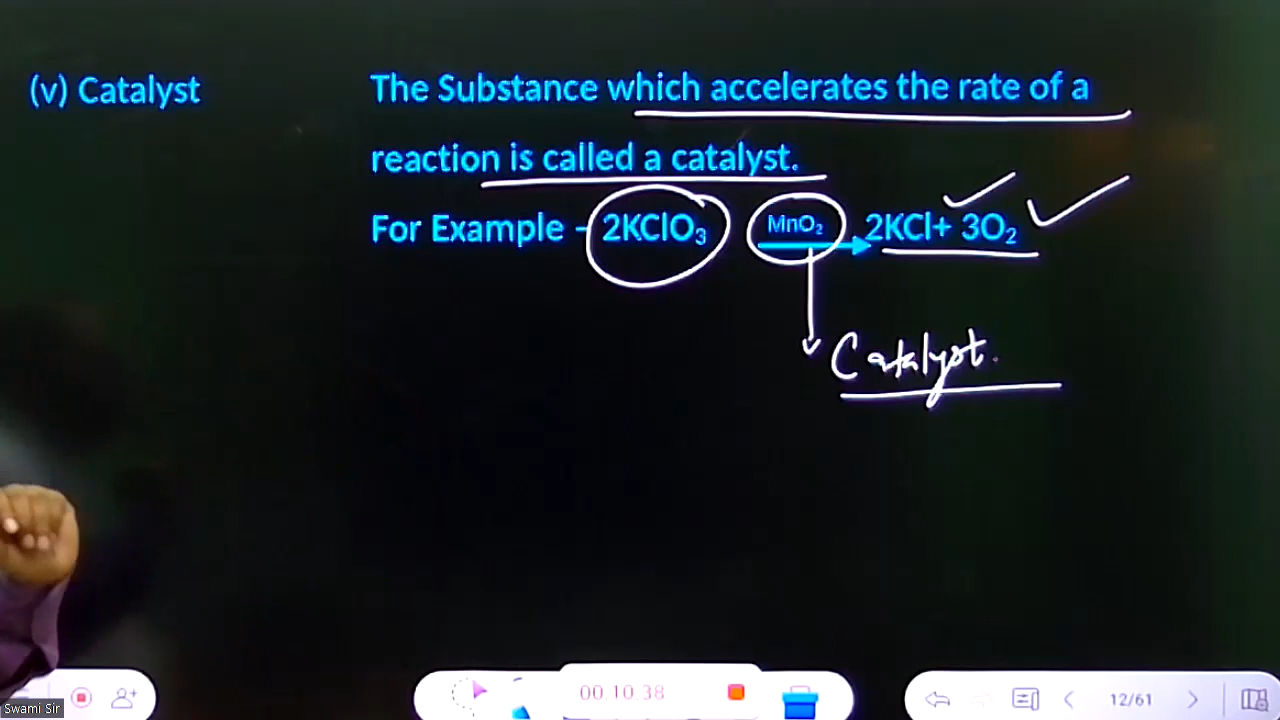 (v) Catalyst The Substance which accelerates the rate of a
reaction is called a catalyst.
For Example - 2KClO₃ MnO₂ 2KCl+ 3O₂
Catalyst.
00 10 38
12/61
Swami Sir